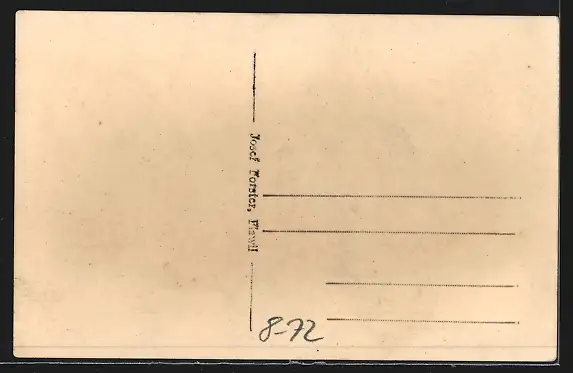 Josef Forster, Flawil
8-72